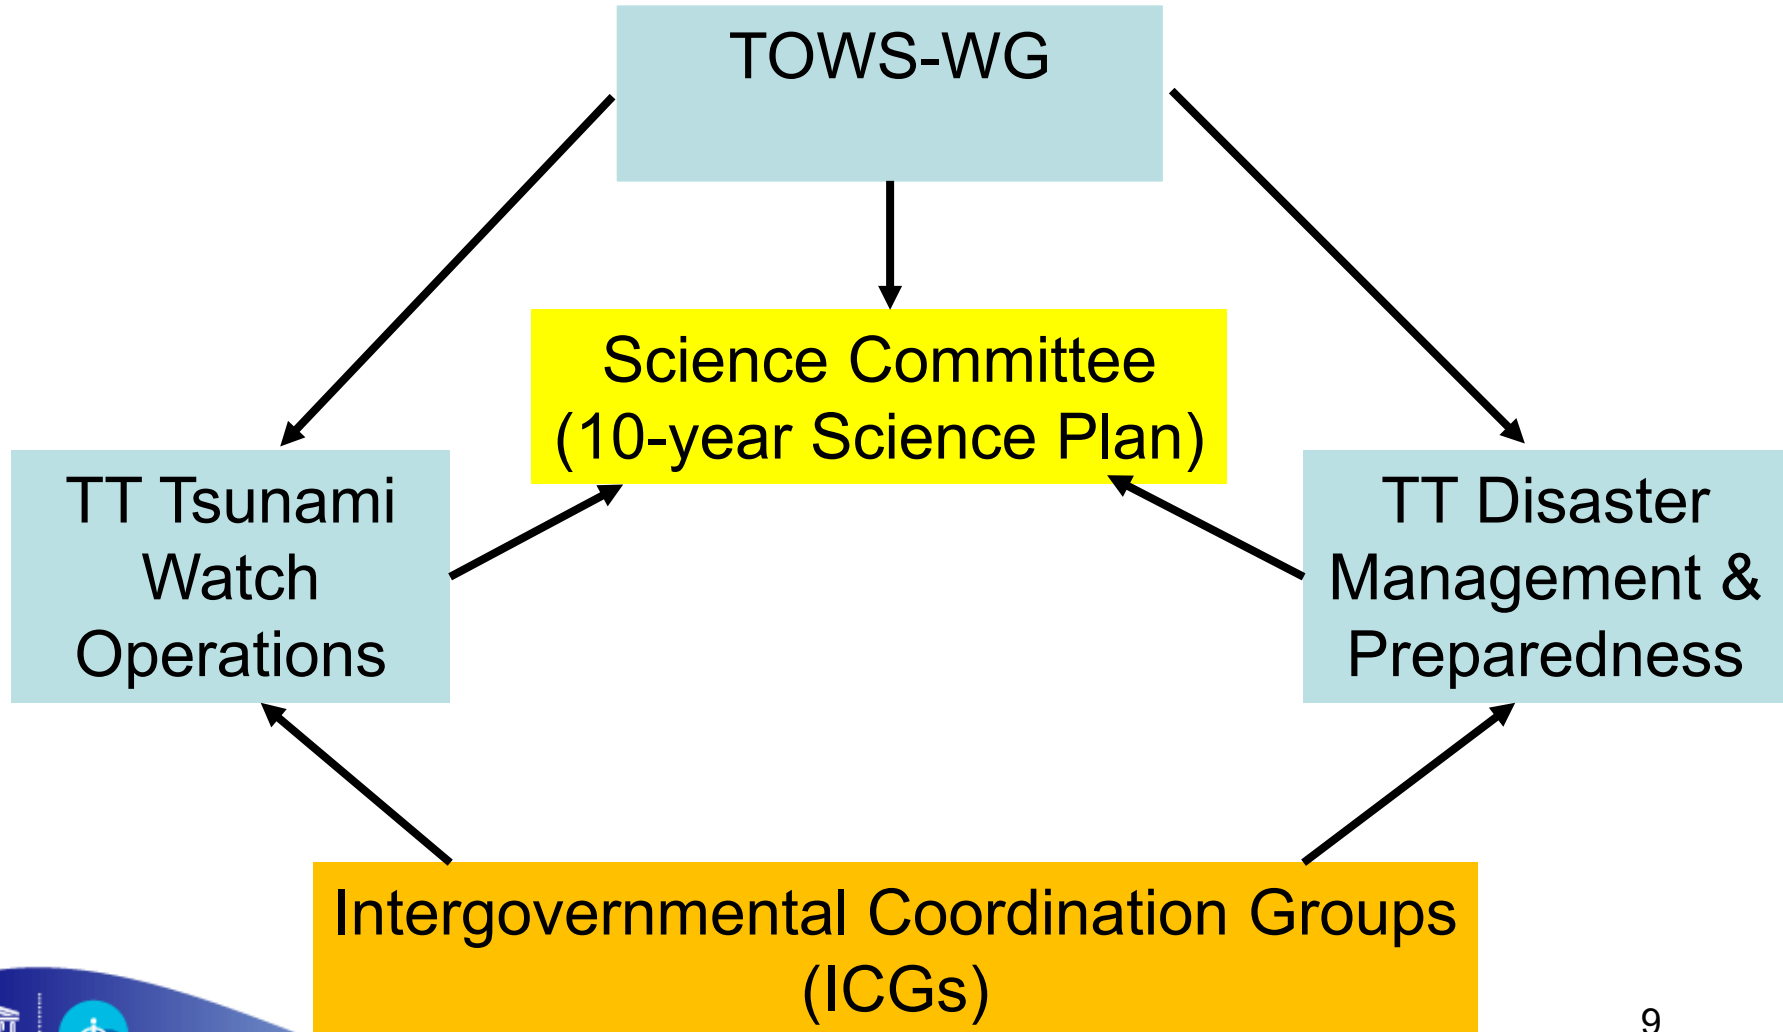 TOWS-WG
Science Committee
(10-year Science Plan)
TT Tsunami
Watch
Operations
TT Disaster
Management &
Preparedness
Intergovernmental Coordination Groups
(ICGs)
9